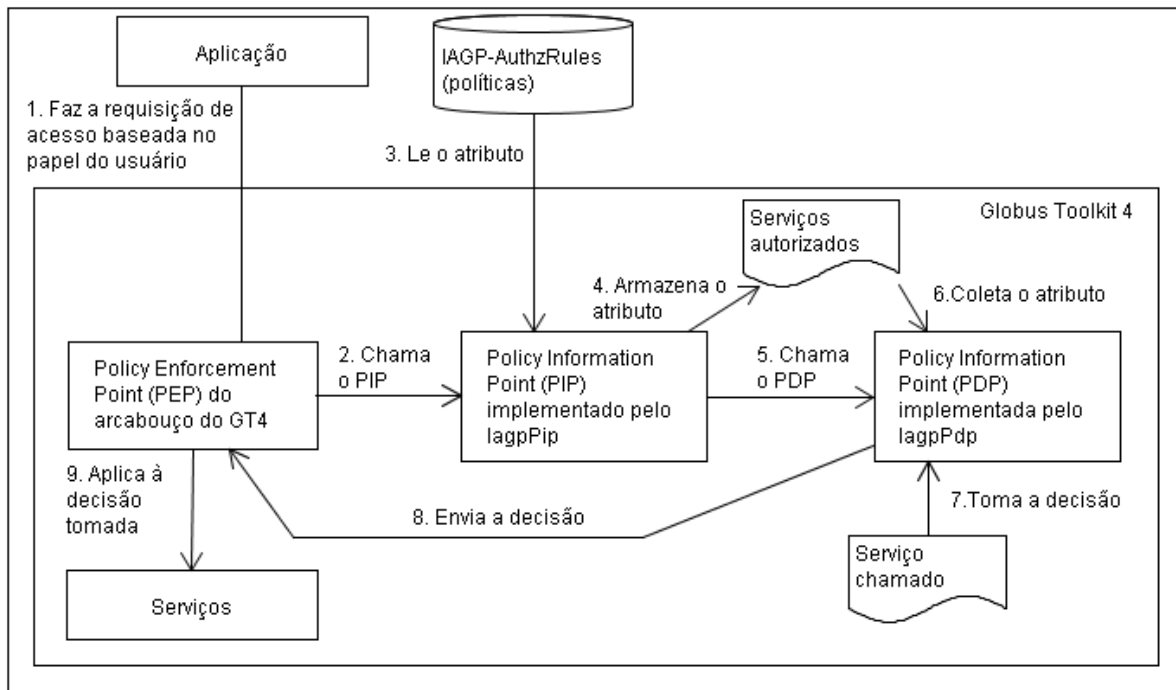 Aplicação
IAGP-AuthzRules
(políticas)
1. Faz a requisição de
acesso baseada no
papel do usuário
3. Le o atributo
Globus Toolkit 4
Serviços
autorizados
4. Armazena o
atributo
6.Coleta o atributo
Policy Enforcement
Point (PEP) do
arcabouço do GT4
2. Chama
o PIP
Policy Information
Point (PIP)
implementado pelo
IagpPip
5. Chama
o PDP
Policy Information
Point (PDP)
implementada pelo
IagpPdp
9. Aplica à
decisão
tomada
8. Envia a decisão
7.Toma a decisão
Serviço
chamado
Serviços